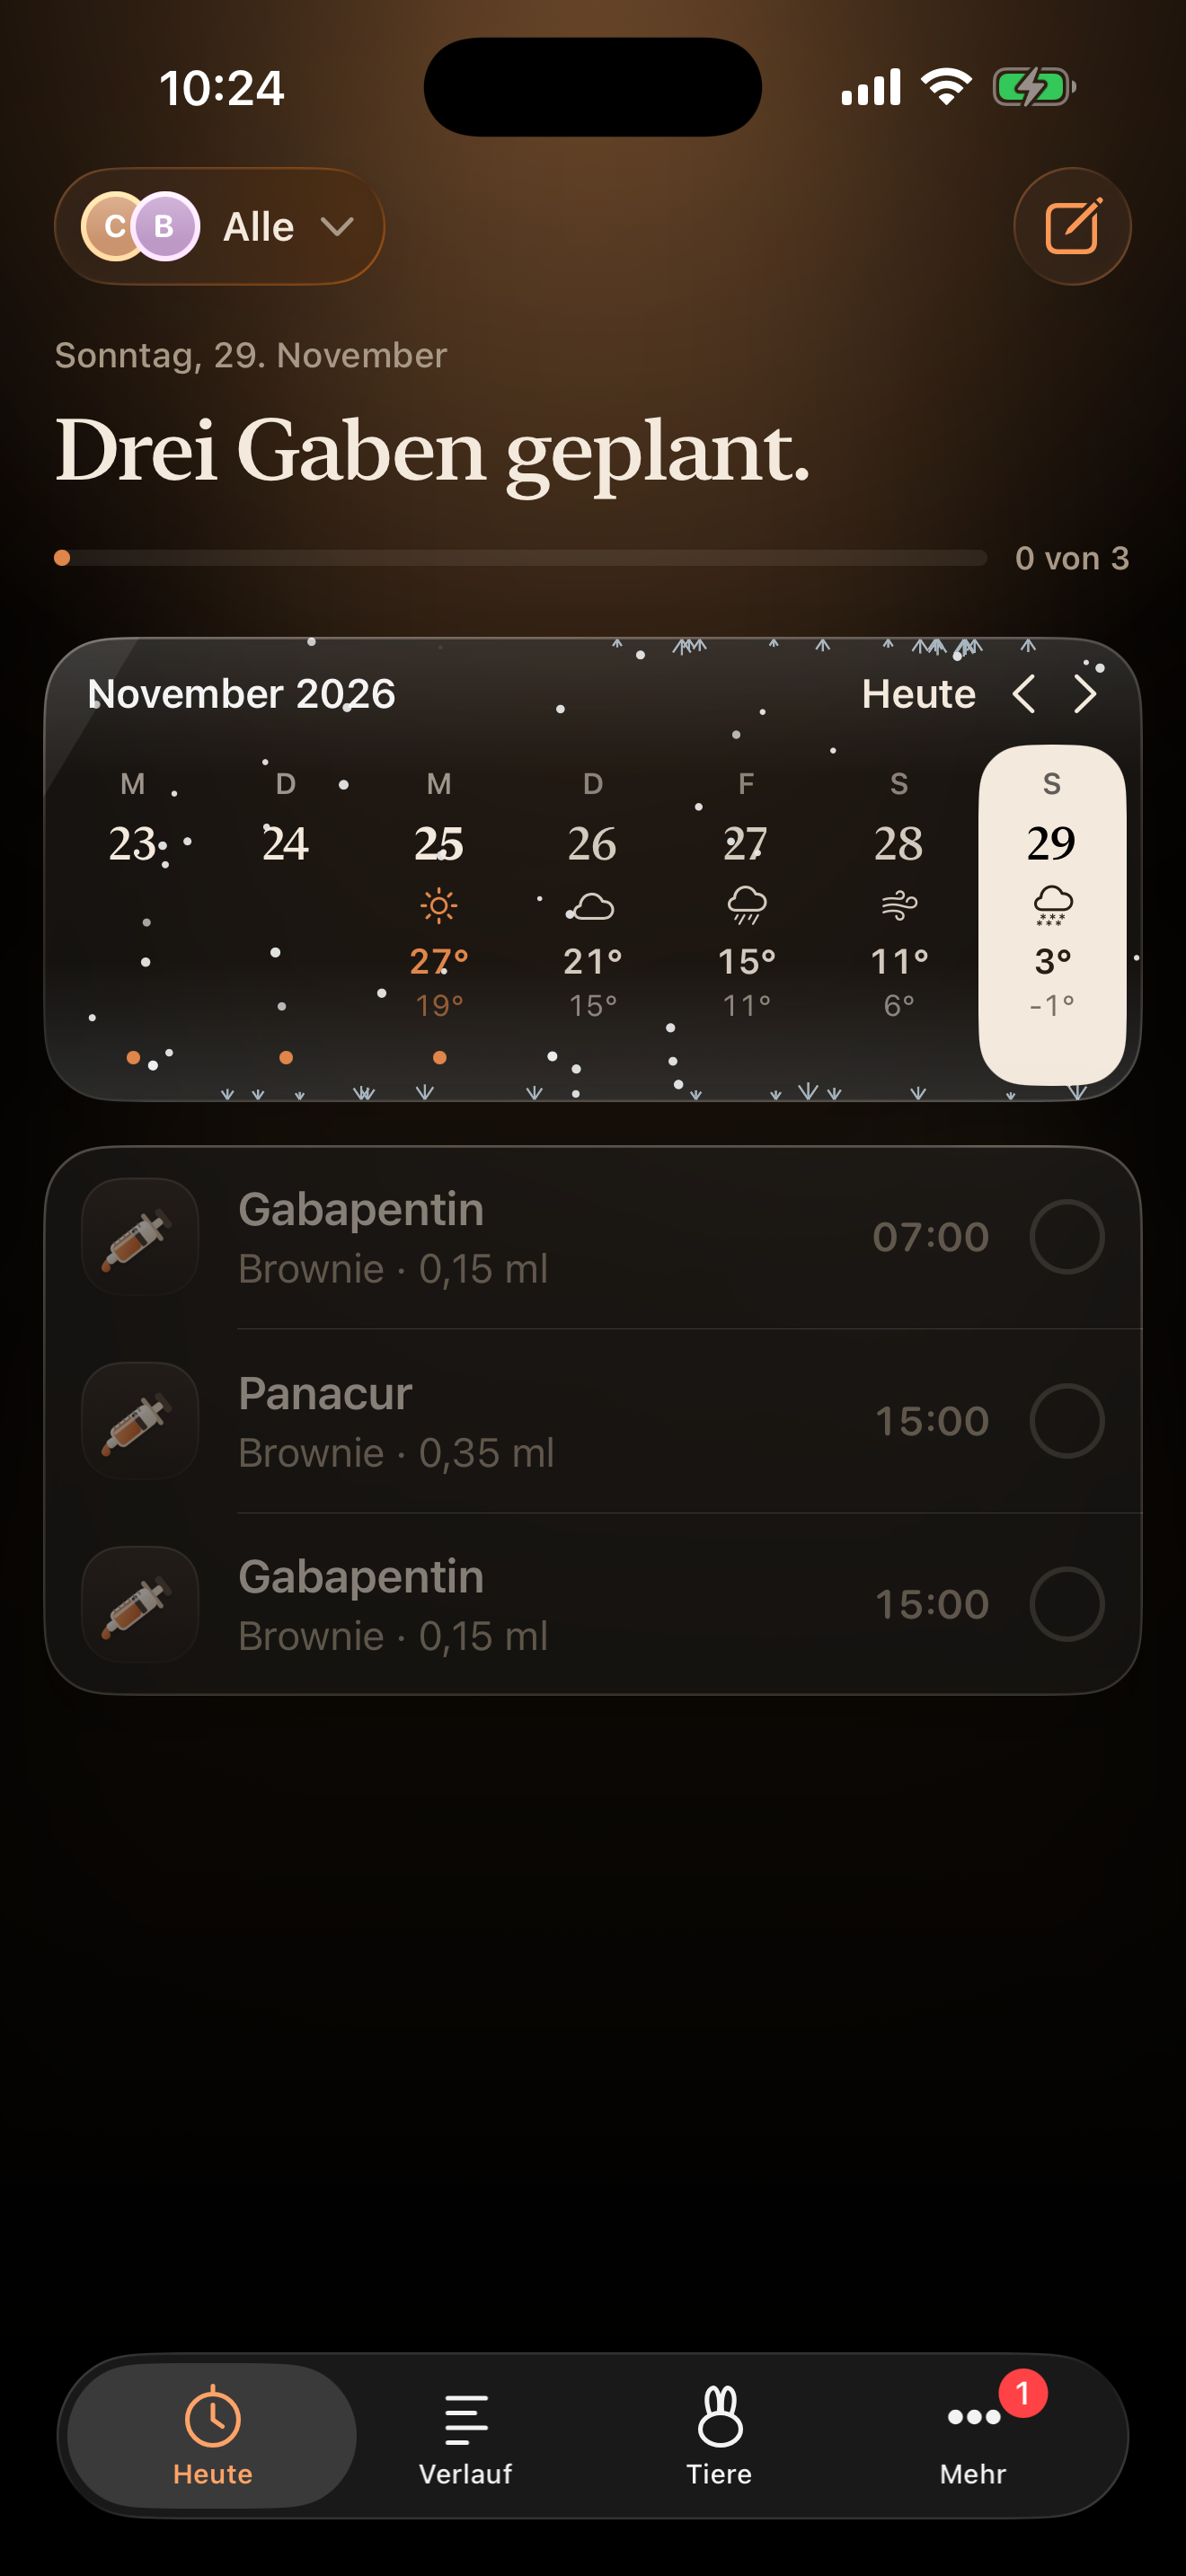 10:24
C B Alle
Sonntag, 29. November
Drei Gaben geplant.
0 von 3
November 2026 Heute
M D M D F S S
23 24 25 26 27 28 29
27° 21° 15° 11° 3°
19° 15° 11° 6° -1°
Gabapentin
Brownie · 0,15 ml
07:00
Panacur
Brownie · 0,35 ml
15:00
Gabapentin
Brownie · 0,15 ml
15:00
1
Heute Verlauf Tiere Mehr